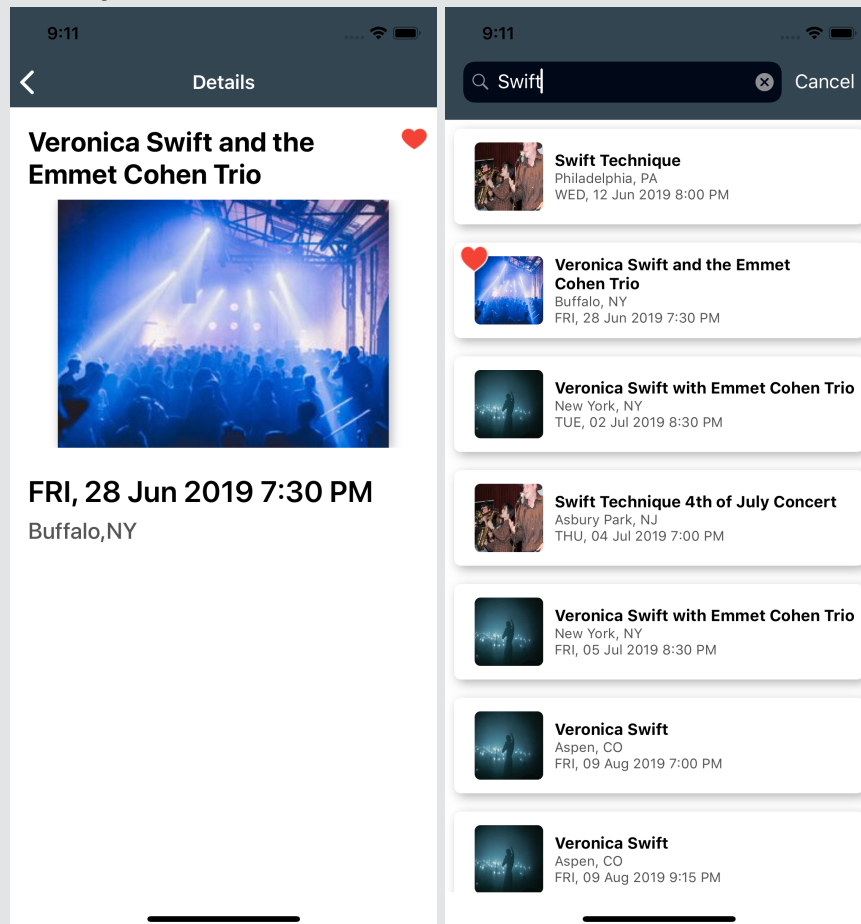 9:11
Details
Veronica Swift and the
Emmet Cohen Trio
FRI, 28 Jun 2019 7:30 PM
Buffalo,NY
9:11
Swift
Cancel
Swift Technique
Philadelphia, PA
WED, 12 Jun 2019 8:00 PM
Veronica Swift and the Emmet
Cohen Trio
Buffalo, NY
FRI, 28 Jun 2019 7:30 PM
Veronica Swift with Emmet Cohen Trio
New York, NY
TUE, 02 Jul 2019 8:30 PM
Swift Technique 4th of July Concert
Asbury Park, NJ
THU, 04 Jul 2019 7:00 PM
Veronica Swift with Emmet Cohen Trio
New York, NY
FRI, 05 Jul 2019 8:30 PM
Veronica Swift
Aspen, CO
FRI, 09 Aug 2019 7:00 PM
Veronica Swift
Aspen, CO
FRI, 09 Aug 2019 9:15 PM